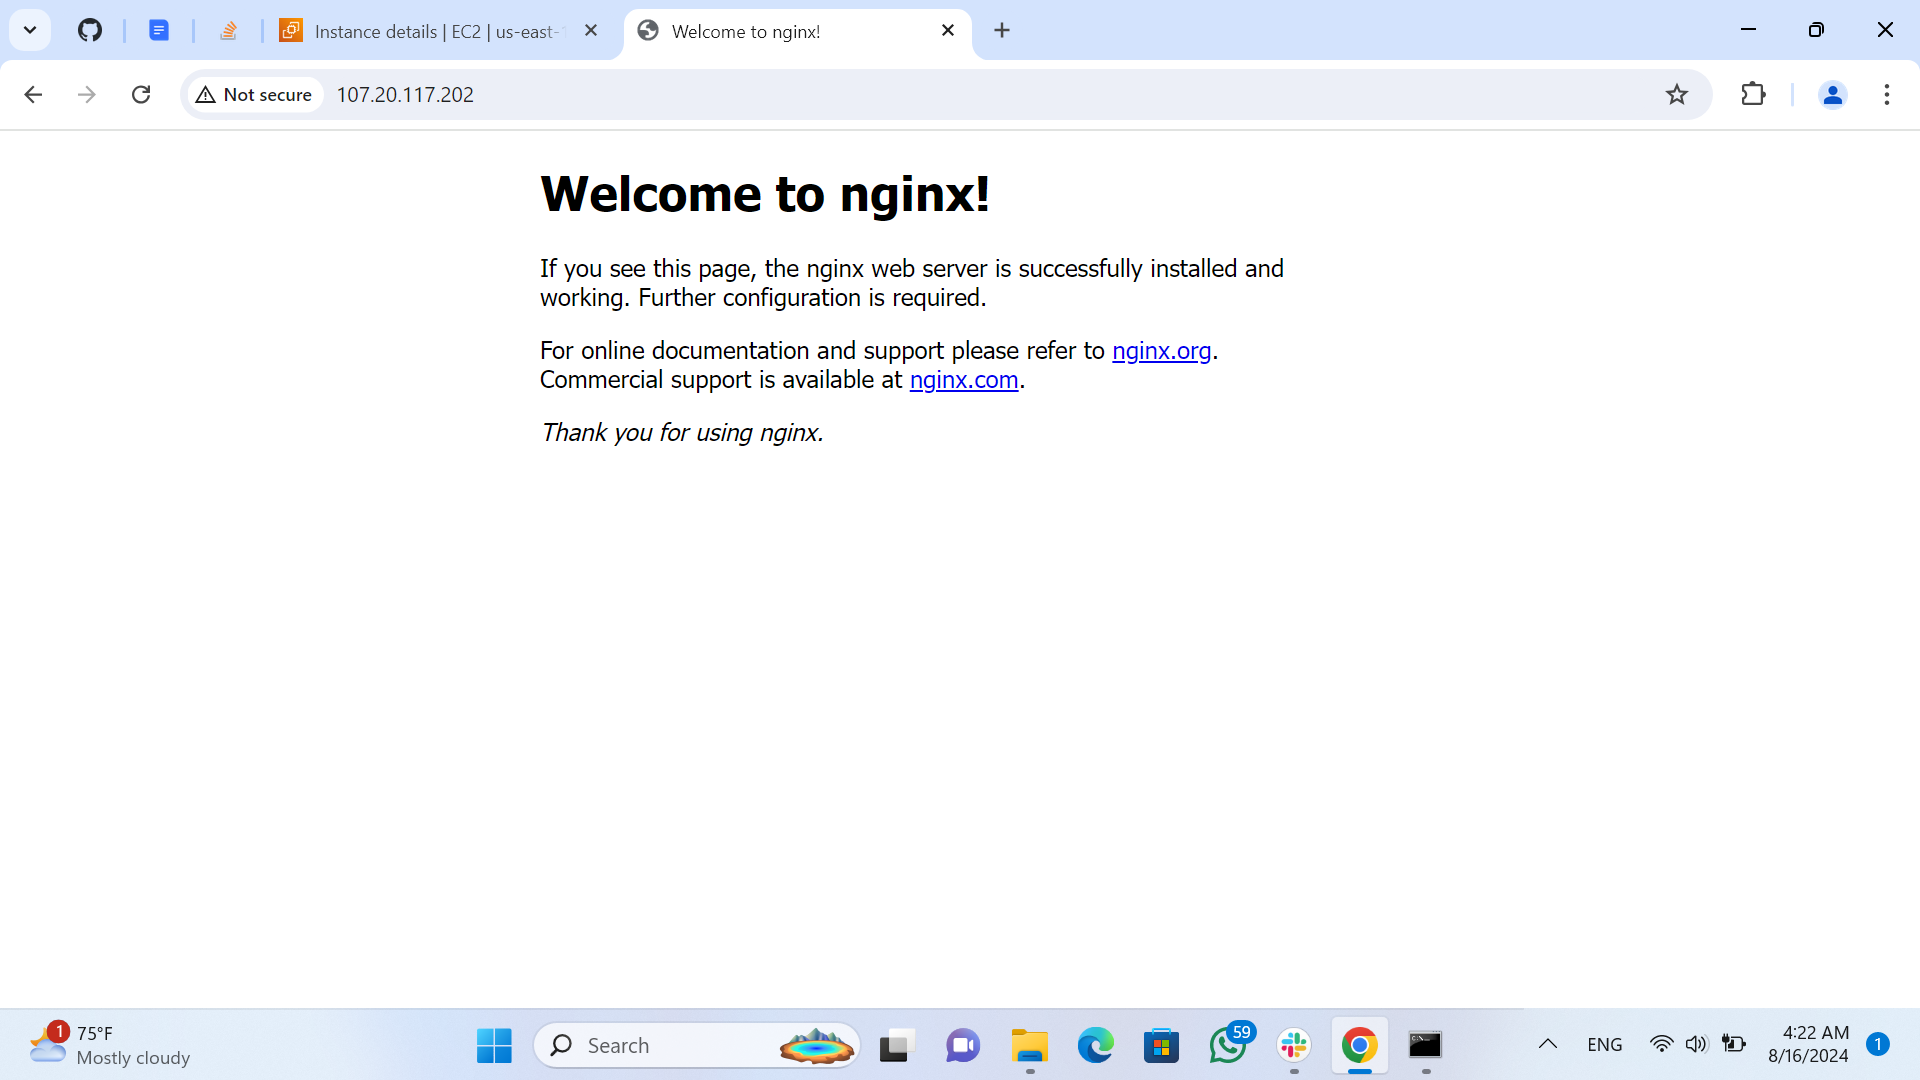 Instance details | EC2 | us-east-1
Welcome to nginx!
Not secure
107.20.117.202
Welcome to nginx!
If you see this page, the nginx web server is successfully installed and
working. Further configuration is required.
For online documentation and support please refer to nginx.org.
Commercial support is available at nginx.com.
Thank you for using nginx.
1
75°F
Mostly cloudy
Search
59
ENG
4:22 AM
8/16/2024
1